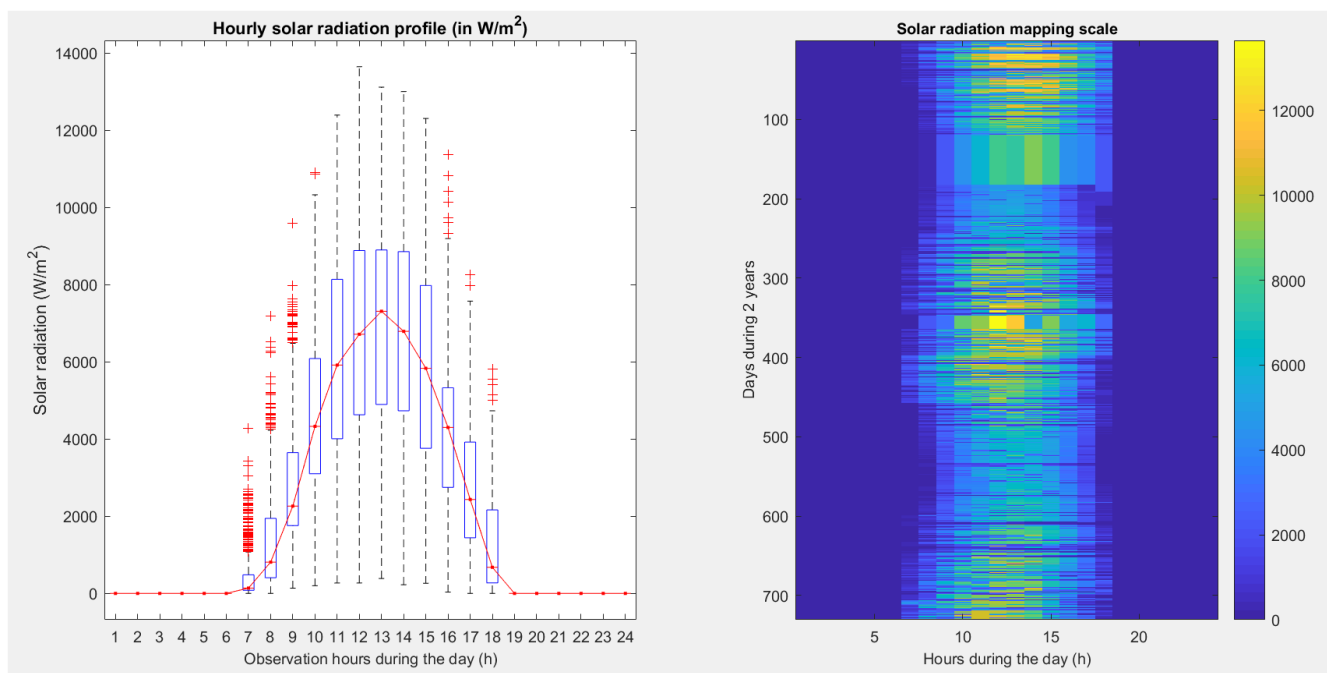 Hourly solar radiation profile (in W/m²)
14000
12000
10000
8000
6000
4000
2000
0
Solar radiation (W/m²)
1 2 3 4 5 6 7 8 9 10 11 12 13 14 15 16 17 18 19 20 21 22 23 24
Observation hours during the day (h)
Solar radiation mapping scale
100
200
300
400
500
600
700
Days during 2 years
5 10 15 20
Hours during the day (h)
12000
10000
8000
6000
4000
2000
0